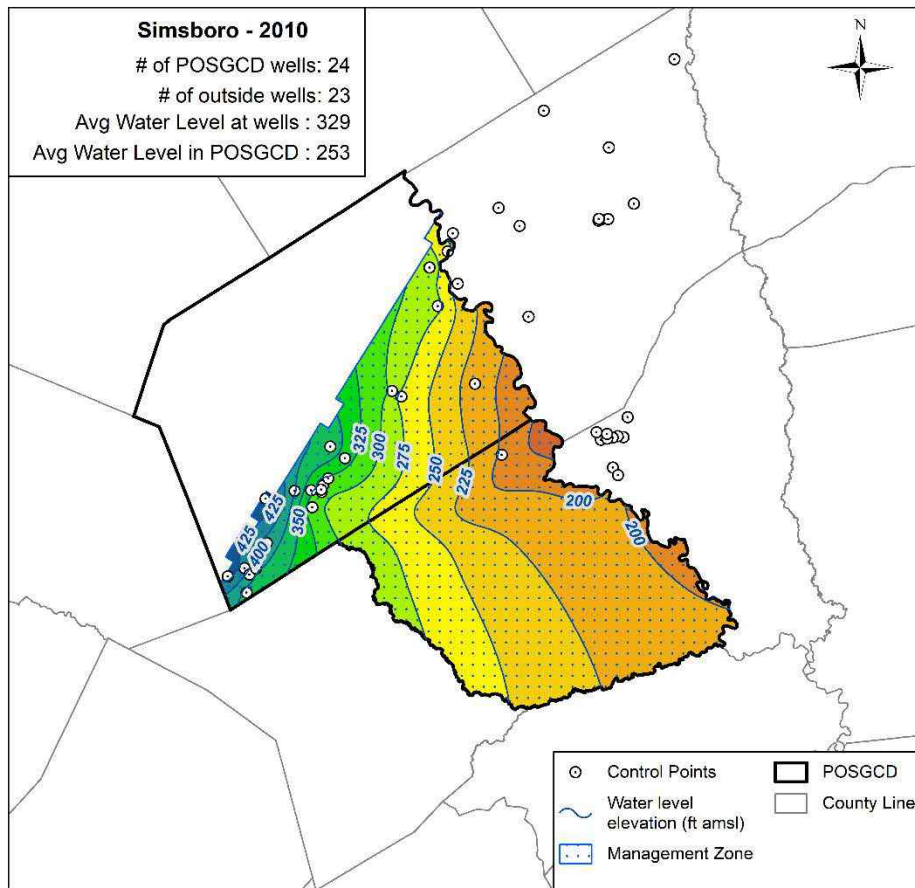 Simsboro - 2010
# of POSGCD wells: 24
# of outside wells: 23
Avg Water Level at wells : 329
Avg Water Level in POSGCD : 253
N
325
300
275
250
225
200
200
425
425
400
350
Control Points
POSGCD
Water level
elevation (ft amsl)
County Line
Management Zone